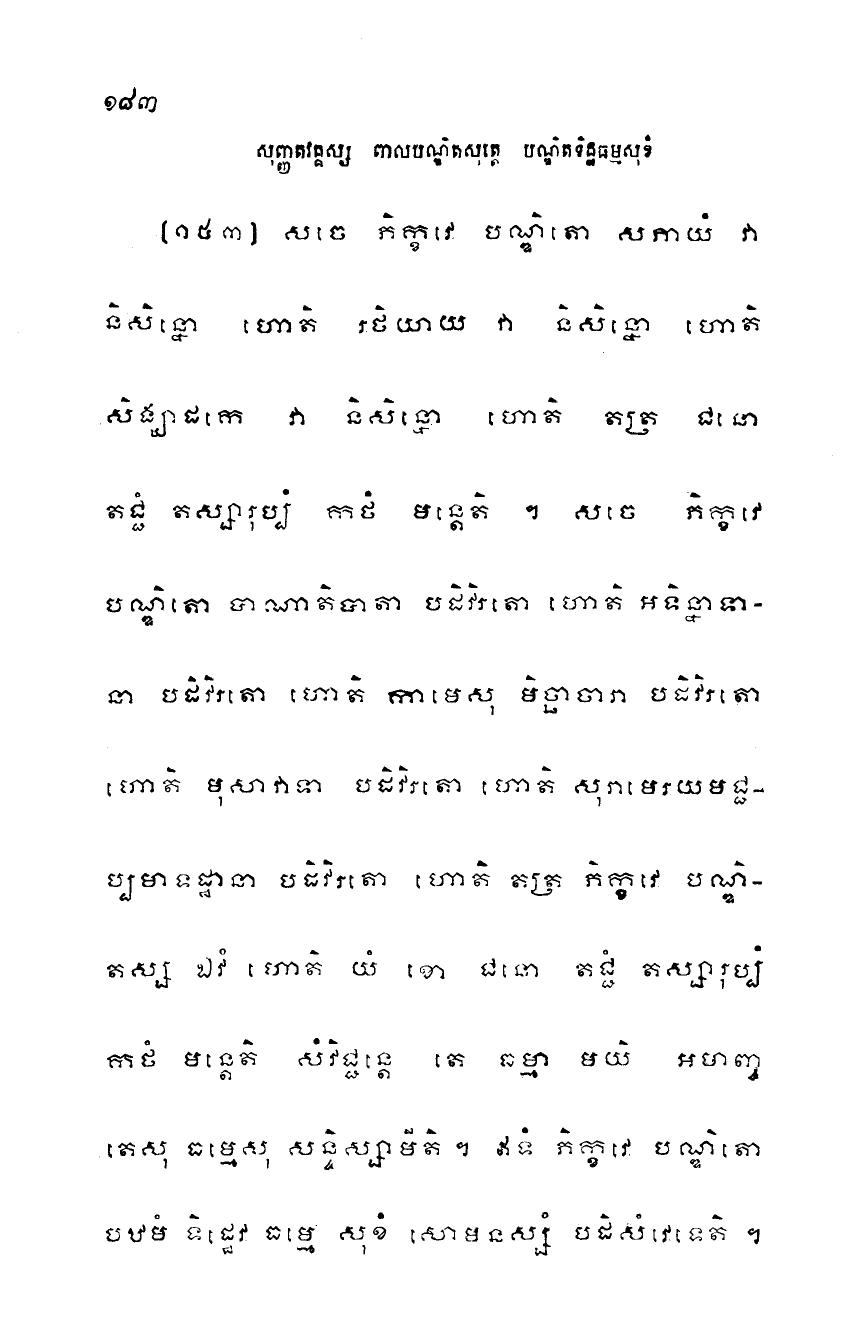 ១៨៣
សុញ្ញតវគ្គស្ស ពាលបណ្ឌិតសុត្តេ បណ្ឌិតទិដ្ឋធម្មសុខំ
(១៥៣) សចេ ភិក្ខវេ បណ្ឌិតោ សភាយំ វា
និសិន្នោ ហោតិ រថិយាយ វា និសិន្នោ ហោតិ
សិង្ឃាដកេ វា និសិន្នោ ហោតិ តត្រ ជនោ
តជ្ជំ តស្សារុប្បំ កថំ មន្តេតិ ។ សចេ ភិក្ខវេ
បណ្ឌិតោ បាណាតិបាតា បដិវិរតោ ហោតិ អទិន្នាទា-
នា បដិវិរតោ ហោតិ កាមេសុ មិច្ឆាចារា បដិវិរតោ
ហោតិ មុសាវាទា បដិវិរតោ ហោតិ សុរាមេរយមជ្ជ-
ប្បមាទដ្ឋានា បដិវិរតោ ហោតិ តត្រ ភិក្ខវេ បណ្ឌិ-
តស្ស ឯវំ ហោតិ យំ ខោ ជនោ តជ្ជំ តស្សារុប្បំ
កថំ មន្តេតិ សំវិជ្ជន្តេ តេ ធម្មា មយិ អហញ្ច
តេសុ ធម្មេសុ សន្ទិស្សាមីតិ ។ ឥទំ ភិក្ខវេ បណ្ឌិតោ
បឋមំ ទិដ្ឋេវ ធម្មេ សុខំ សោមនស្សំ បដិសំវេទេតិ ។